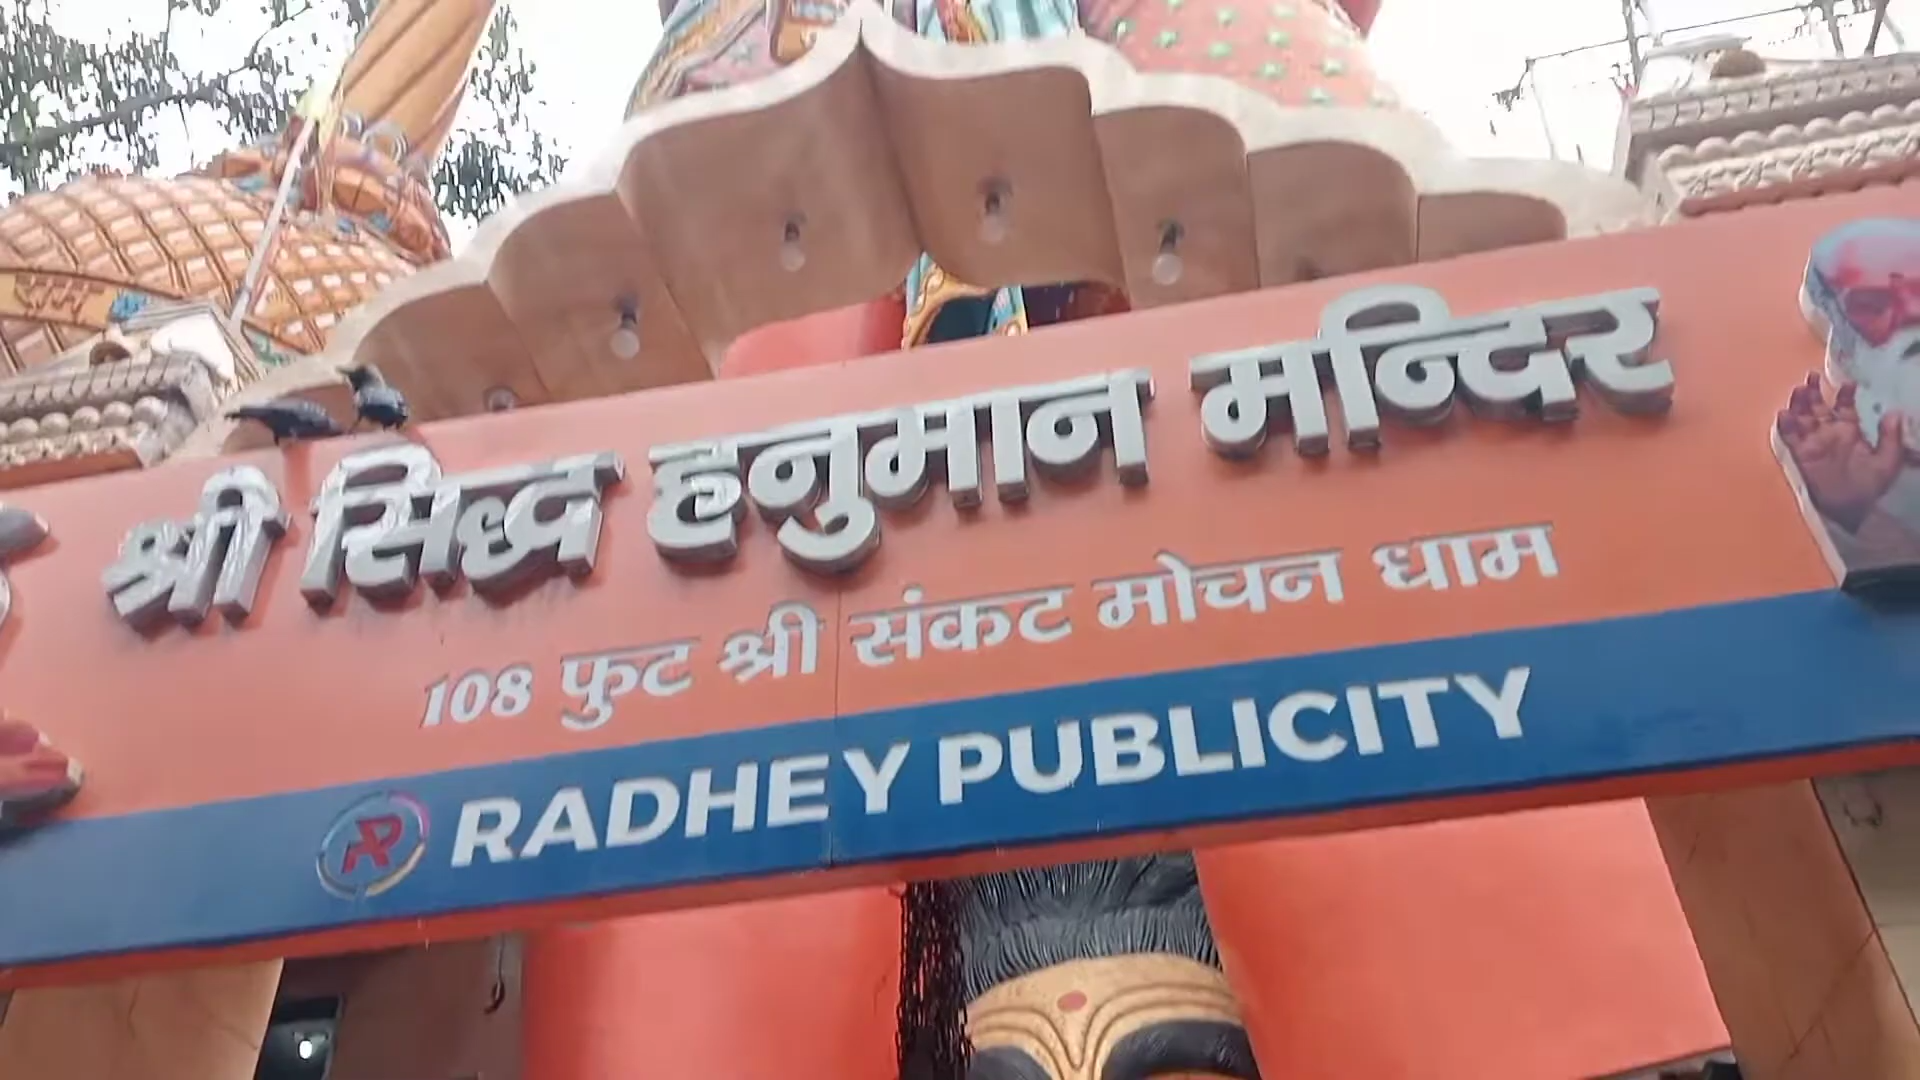 श्री सिद्ध हनुमान मन्दिर
108 फुट श्री संकट मोचन धाम
RADHEY PUBLICITY